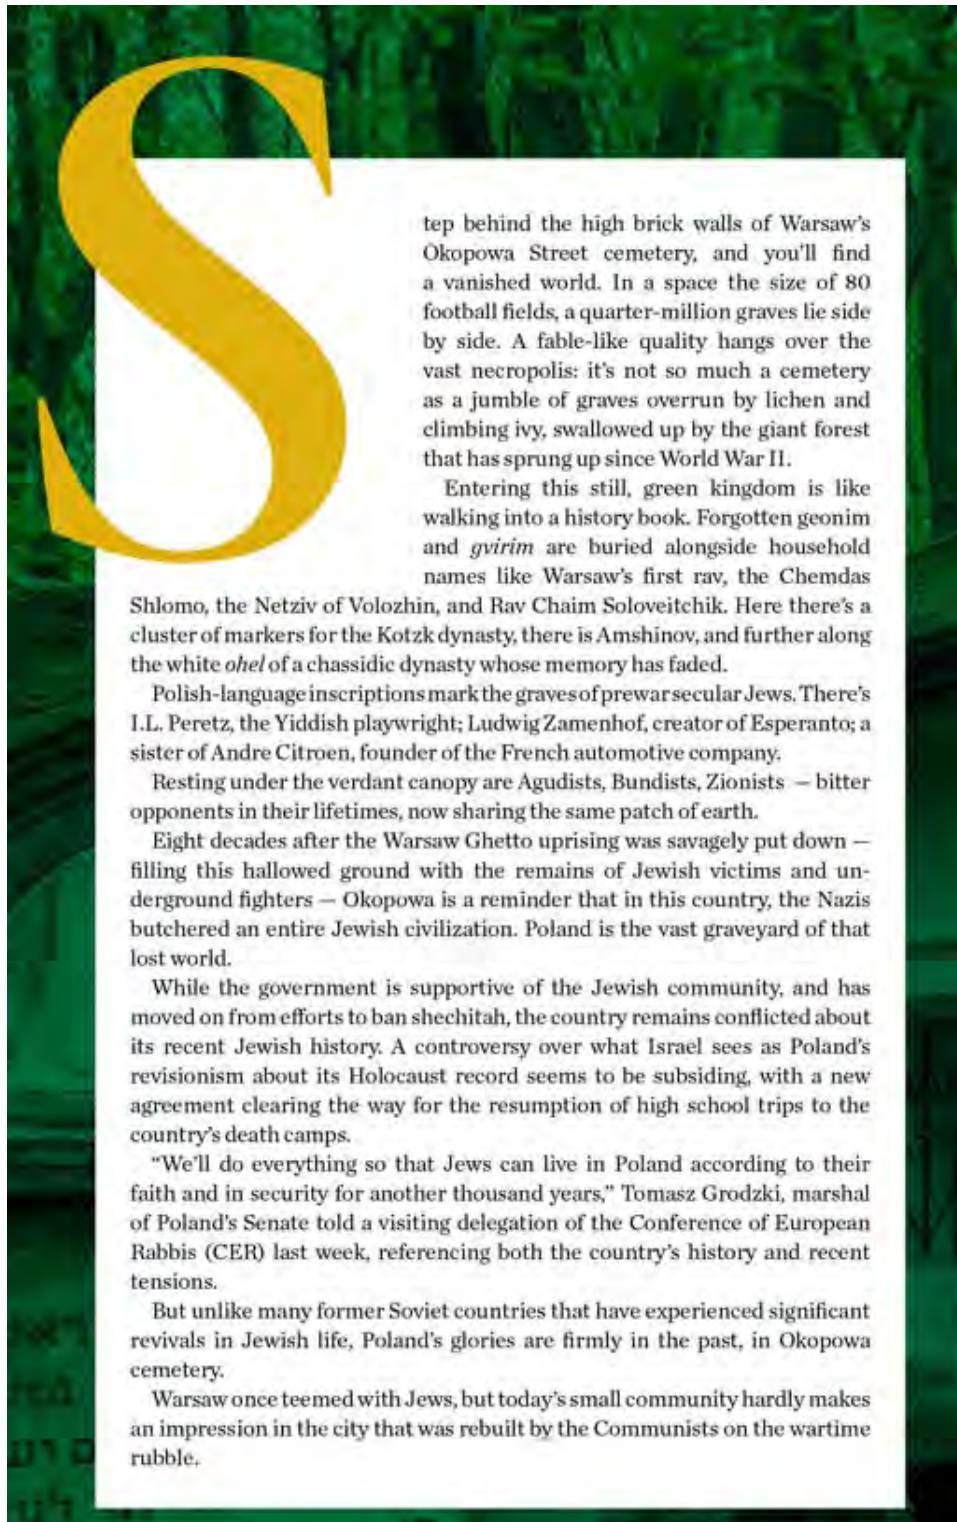 Step behind the high brick walls of Warsaw's
Okopowa Street cemetery, and you'll find
a vanished world. In a space the size of 80
football fields, a quarter-million graves lie side
by side. A fable-like quality hangs over the
vast necropolis: it's not so much a cemetery
as a jumble of graves overrun by lichen and
climbing ivy, swallowed up by the giant forest
that has sprung up since World War II.
Entering this still, green kingdom is like
walking into a history book. Forgotten geonim
and gvirim are buried alongside household
names like Warsaw's first rav, the Chemdas
Shlomo, the Netziv of Volozhin, and Rav Chaim Soloveitchik. Here there's a
cluster of markers for the Kotzk dynasty, there is Amshinov, and further along
the white ohel of a chassidic dynasty whose memory has faded.
Polish-language inscriptions mark the graves of prewar secular Jews. There's
I.L. Peretz, the Yiddish playwright; Ludwig Zamenhof, creator of Esperanto; a
sister of Andre Citroen, founder of the French automotive company.
Resting under the verdant canopy are Agudists, Bundists, Zionists — bitter
opponents in their lifetimes, now sharing the same patch of earth.
Eight decades after the Warsaw Ghetto uprising was savagely put down —
filling this hallowed ground with the remains of Jewish victims and un-
derground fighters — Okopowa is a reminder that in this country, the Nazis
butchered an entire Jewish civilization. Poland is the vast graveyard of that
lost world.
While the government is supportive of the Jewish community, and has
moved on from efforts to ban shechitah, the country remains conflicted about
its recent Jewish history. A controversy over what Israel sees as Poland's
revisionism about its Holocaust record seems to be subsiding, with a new
agreement clearing the way for the resumption of high school trips to the
country's death camps.
"We'll do everything so that Jews can live in Poland according to their
faith and in security for another thousand years," Tomasz Grodzki, marshal
of Poland's Senate told a visiting delegation of the Conference of European
Rabbis (CER) last week, referencing both the country's history and recent
tensions.
But unlike many former Soviet countries that have experienced significant
revivals in Jewish life, Poland's glories are firmly in the past, in Okopowa
cemetery.
Warsaw once teemed with Jews, but today's small community hardly makes
an impression in the city that was rebuilt by the Communists on the wartime
rubble.